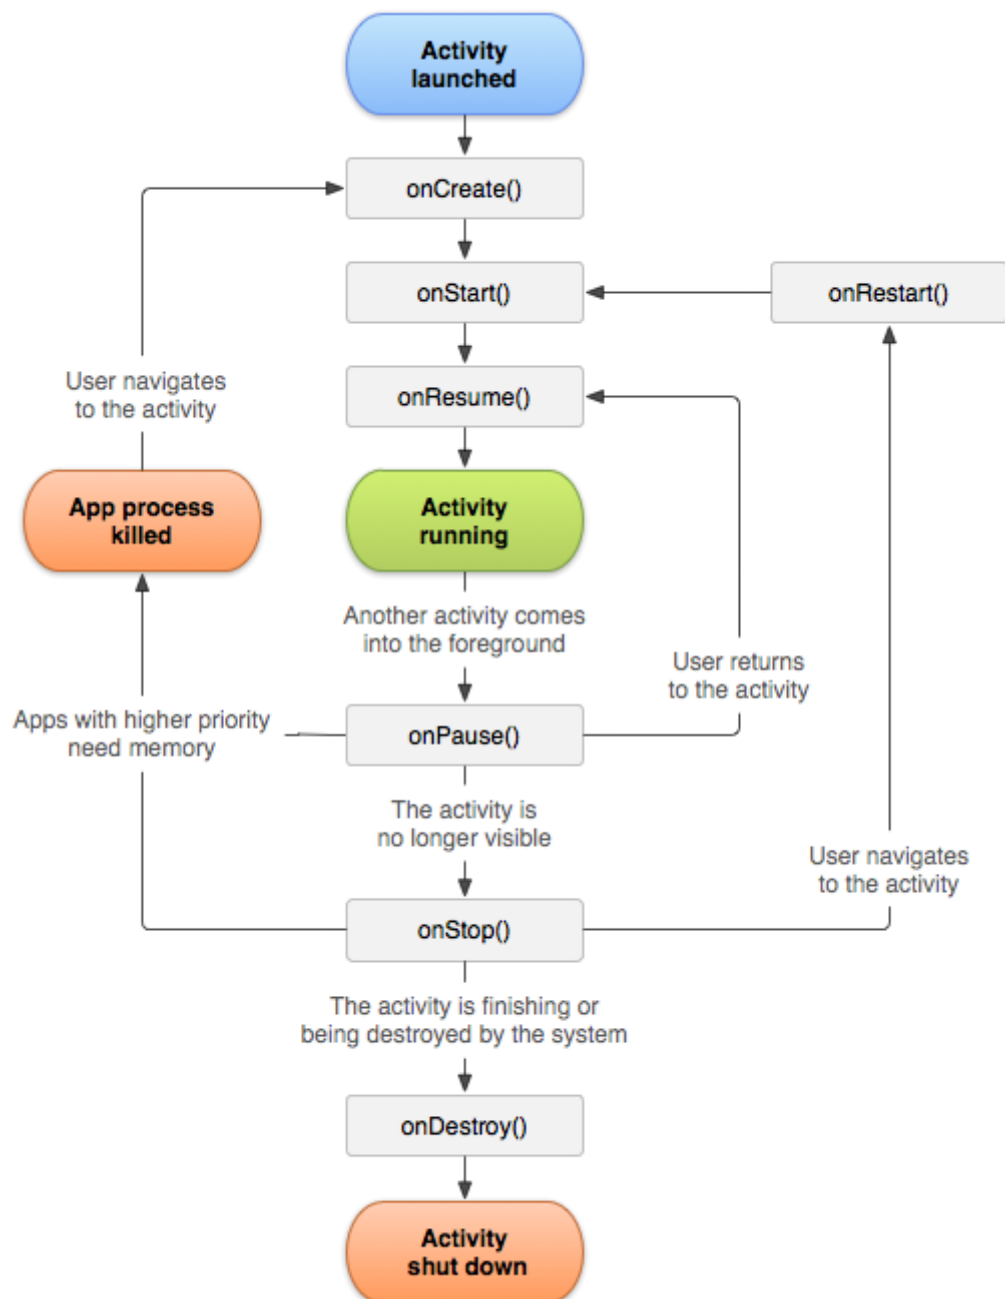 Activity
launched
onCreate()
onStart()
onRestart()
User navigates
to the activity
onResume()
App process
killed
Activity
running
Another activity comes
into the foreground
User returns
to the activity
Apps with higher priority
need memory
onPause()
The activity is
no longer visible
User navigates
to the activity
onStop()
The activity is finishing or
being destroyed by the system
onDestroy()
Activity
shut down